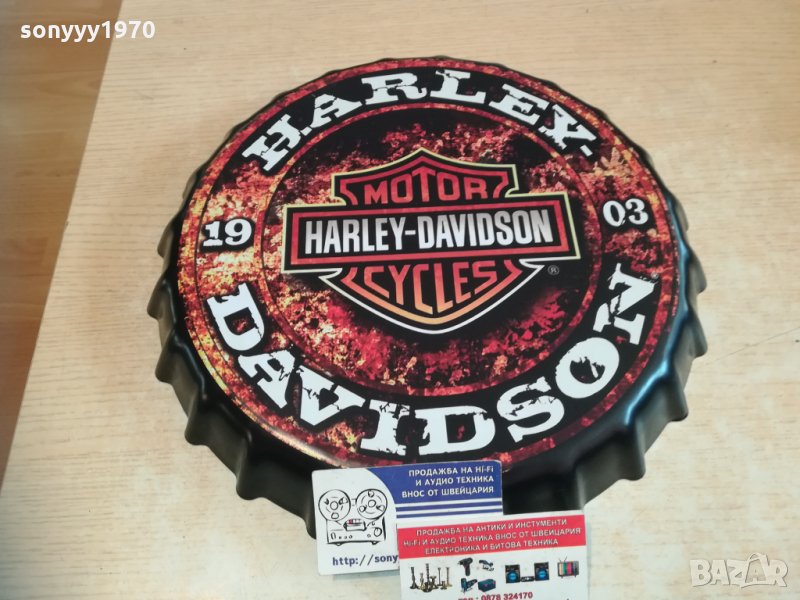 sonyyy1970
HARLEY-
MOTOR
19 HARLEY-DAVIDSON 03
CYCLES ®
DAVIDSON
ПРОДАЖБА НА Hi-Fi
И АУДИО ТЕХНИКА
ВНОС ОТ ШВЕЙЦАРИЯ
http://sony
ПРОДАЖБА НА АНТИКИ И ИНСТУМЕНТИ
Hi-Fi И АУДИО ТЕХНИКА ВНОС ОТ ШВЕЙЦАРИЯ
ЕЛЕКТРОНИКА И БИТОВА ТЕХНИКА
0878 324170
BAZAR